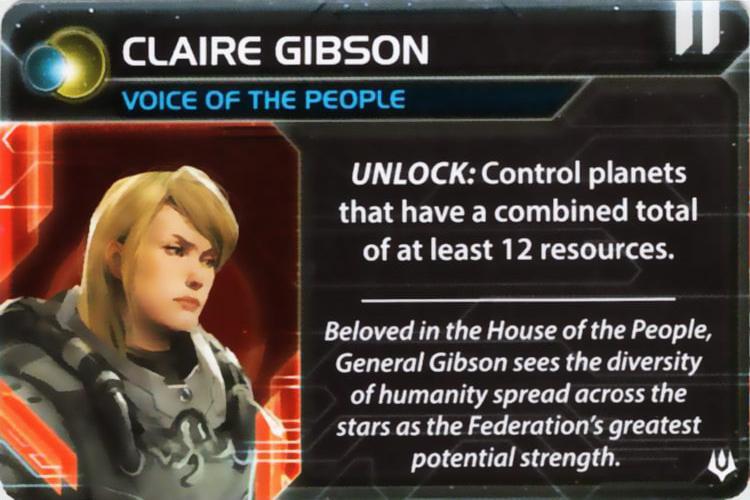 CLAIRE GIBSON
VOICE OF THE PEOPLE
UNLOCK: Control planets
that have a combined total
of at least 12 resources.
Beloved in the House of the People,
General Gibson sees the diversity
of humanity spread across the
stars as the Federation's greatest
potential strength.